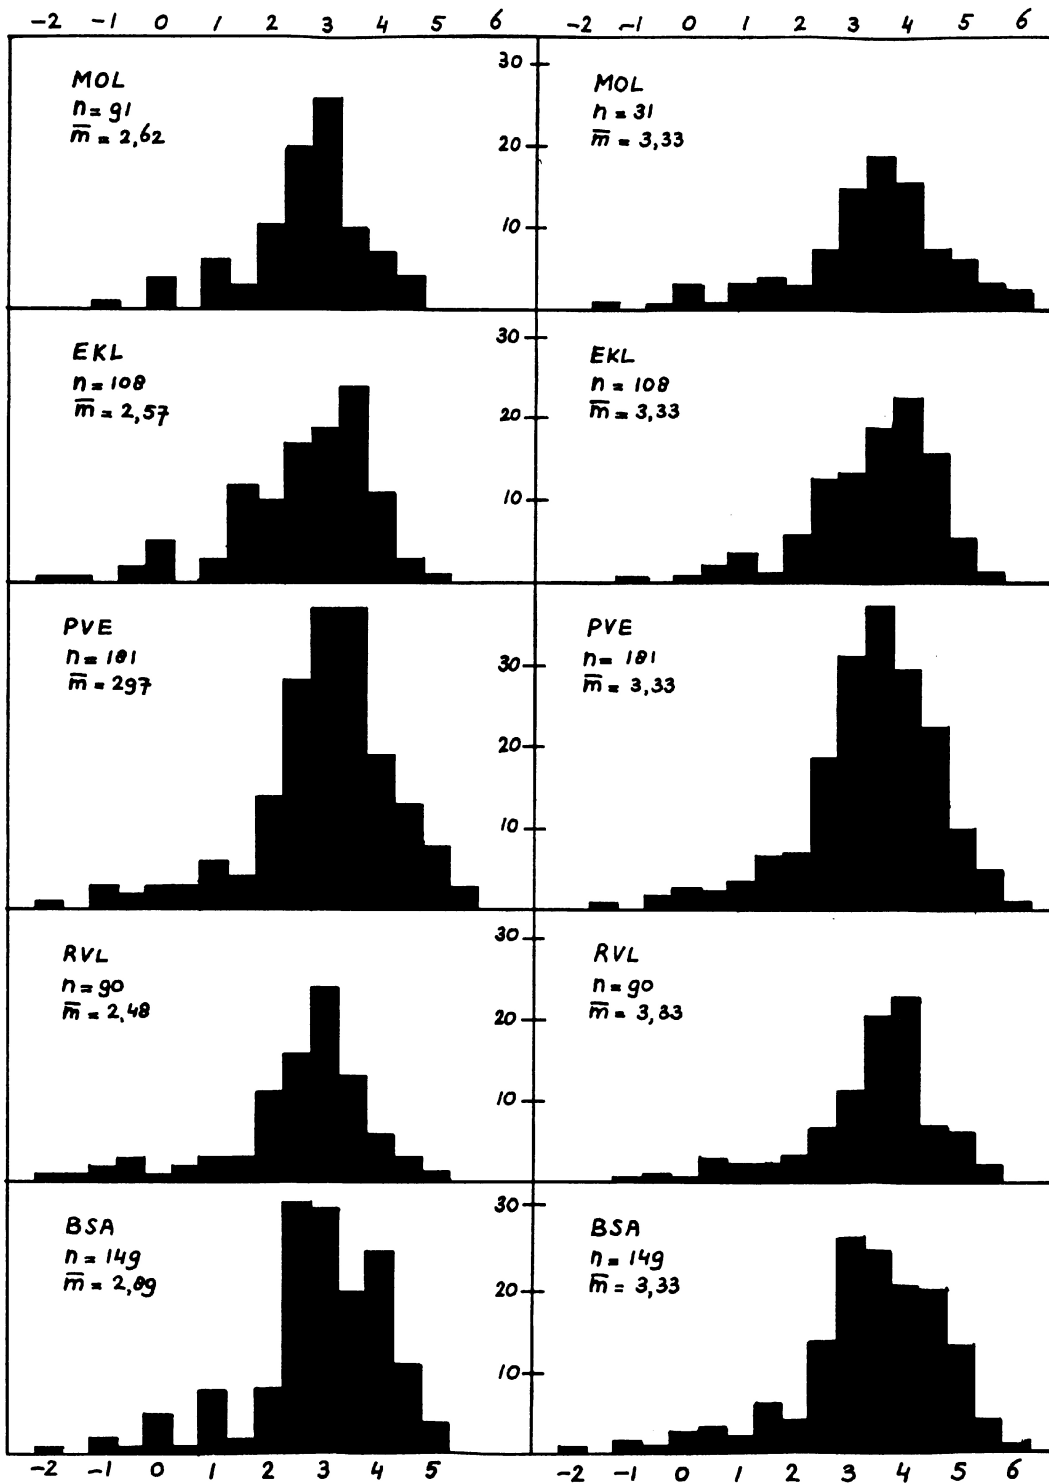 -2 -1 0 1 2 3 4 5 6 -2 -1 0 1 2 3 4 5 6
MOL
n = 91
m̅ = 2,62
30
20
10
MOL
n = 31
m̅ = 3,33
EKL
n = 108
m̅ = 2,57
30
20
10
EKL
n = 108
m̅ = 3,33
PVE
n = 181
m̅ = 297
30
20
10
PVE
n = 181
m̅ = 3,33
RVL
n = 90
m̅ = 2,48
30
20
10
RVL
n = 90
m̅ = 3,33
BSA
n = 149
m̅ = 2,89
30
20
10
BSA
n = 149
m̅ = 3,33
-2 -1 0 1 2 3 4 5 -2 -1 0 1 2 3 4 5 6